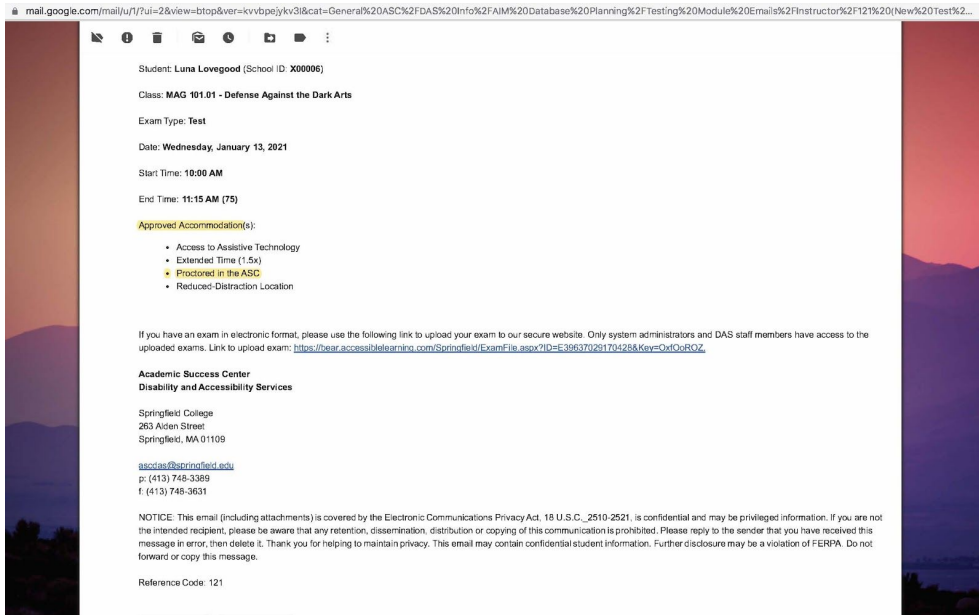 mail.google.com/mail/u/1/?ui=2&view=btop&ver=kvvbpejykv3l&cat=General%20ASC%2FDAS%20Info%2FAIM%20Database%20Planning%2FTesting%20Module%20Emails%2FInstructor%2F121%20(New%20Test%2...
Student: Luna Lovegood (School ID: X00006)
Class: MAG 101.01 - Defense Against the Dark Arts
Exam Type: Test
Date: Wednesday, January 13, 2021
Start Time: 10:00 AM
End Time: 11:15 AM (75)
Approved Accommodation(s):
• Access to Assistive Technology
• Extended Time (1.5x)
• Proctored in the ASC
• Reduced-Distraction Location
If you have an exam in electronic format, please use the following link to upload your exam to our secure website. Only system administrators and DAS staff members have access to the
uploaded exams. Link to upload exam: https://bear.accessiblelearning.com/Springfield/ExamFile.aspx?ID=E39637029170428&Key=OxfOoROZ.
Academic Success Center
Disability and Accessibility Services
Springfield College
263 Alden Street
Springfield, MA 01109
ascdas@springfield.edu
p: (413) 748-3389
f: (413) 748-3631
NOTICE: This email (including attachments) is covered by the Electronic Communications Privacy Act, 18 U.S.C._2510-2521, is confidential and may be privileged information. If you are not
the intended recipient, please be aware that any retention, dissemination, distribution or copying of this communication is prohibited. Please reply to the sender that you have received this
message in error, then delete it. Thank you for helping to maintain privacy. This email may contain confidential student information. Further disclosure may be a violation of FERPA. Do not
forward or copy this message.
Reference Code: 121